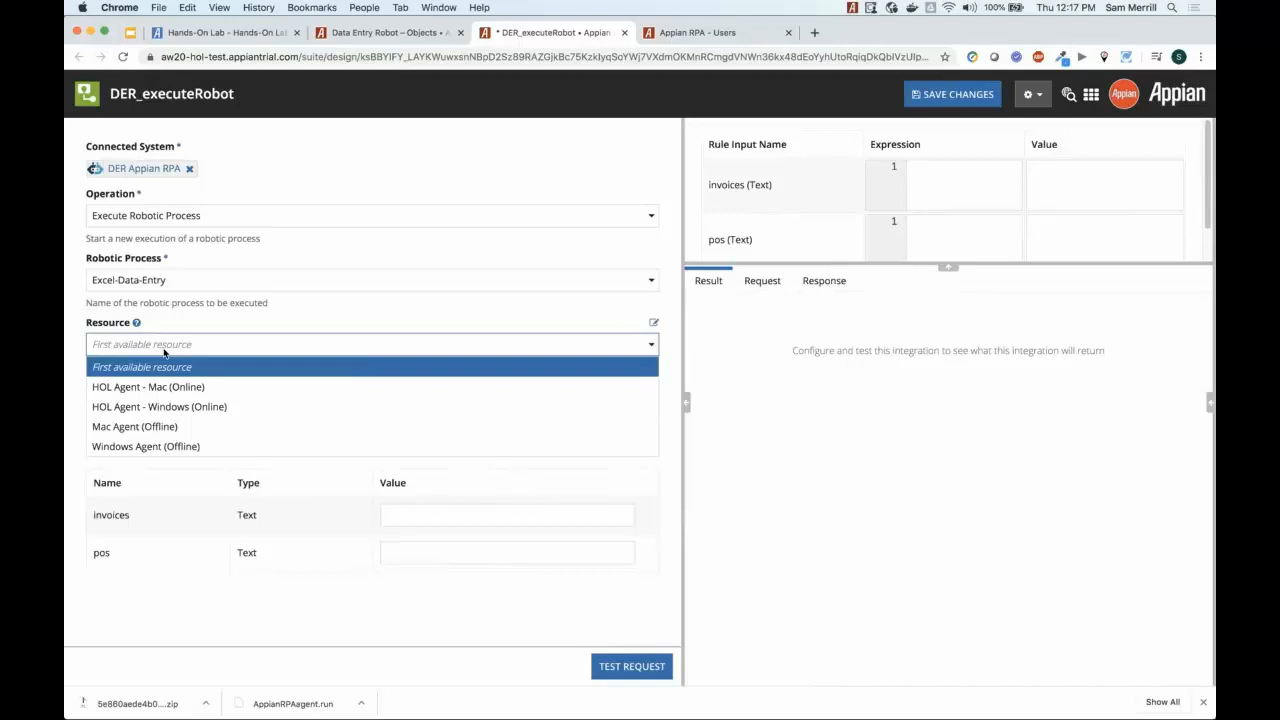 Chrome File Edit View History Bookmarks People Tab Window Help 100% Thu 12:17 PM Sam Merrill
Hands-On Lab - Hands-On Lab
Data Entry Robot – Objects •
* DER_executeRobot • Appian
Appian RPA - Users
aw20-hol-test.appiantrial.com/suite/design/
DER_executeRobot
SAVE CHANGES
Appian
Appian
Connected System *
DER Appian RPA
Operation *
Execute Robotic Process
Start a new execution of a robotic process
Robotic Process *
Excel-Data-Entry
Name of the robotic process to be executed
Resource
First available resource
First available resource
HOL Agent - Mac (Online)
HOL Agent - Windows (Online)
Mac Agent (Offline)
Windows Agent (Offline)
Name Type Value
invoices Text
pos Text
TEST REQUEST
Rule Input Name Expression Value
invoices (Text) 1
pos (Text) 1
Result Request Response
Configure and test this integration to see what this integration will return
5e860aede4b0....zip
AppianRPAagent.run
Show All